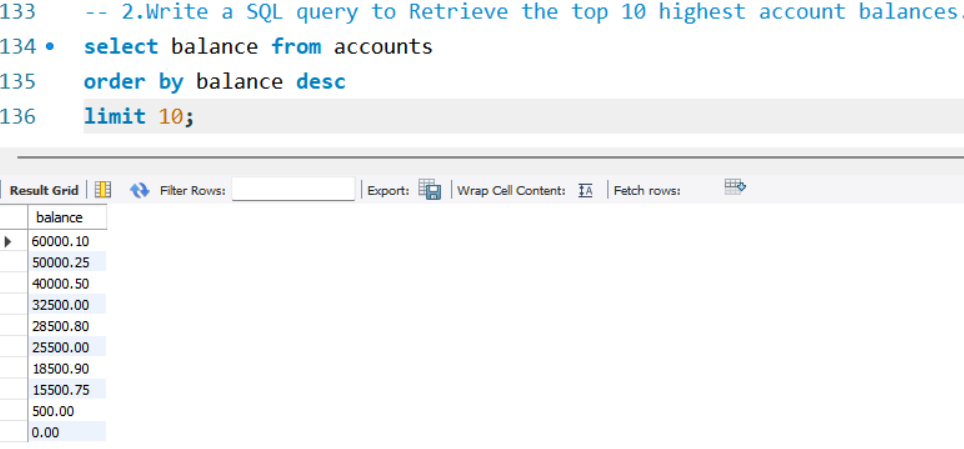 133 -- 2.Write a SQL query to Retrieve the top 10 highest account balances.
134 select balance from accounts
135 order by balance desc
136 limit 10;
Result Grid Filter Rows: Export: Wrap Cell Content: IA Fetch rows:
balance
60000.10
50000.25
40000.50
32500.00
28500.80
25500.00
18500.90
15500.75
500.00
0.00